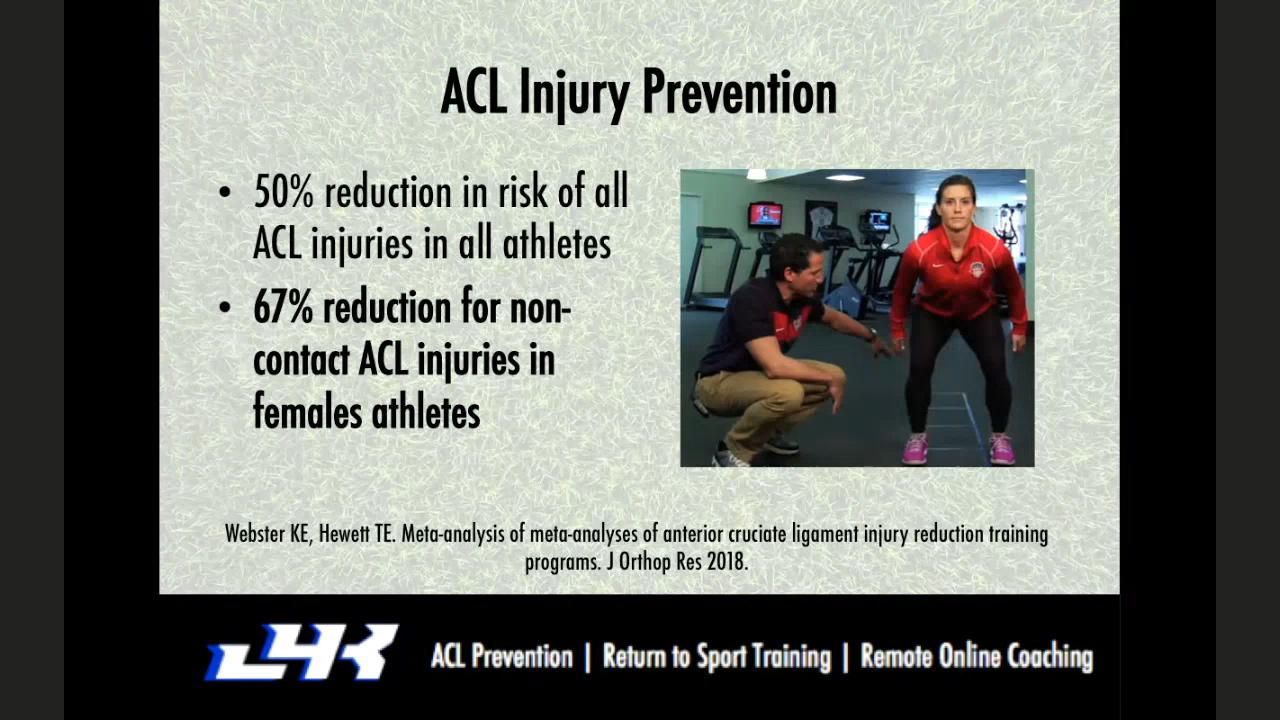 ACL Injury Prevention
• 50% reduction in risk of all
ACL injuries in all athletes
• 67% reduction for non-
contact ACL injuries in
females athletes
Webster KE, Hewett TE. Meta-analysis of meta-analyses of anterior cruciate ligament injury reduction training
programs. J Orthop Res 2018.
J4K
ACL Prevention | Return to Sport Training | Remote Online Coaching